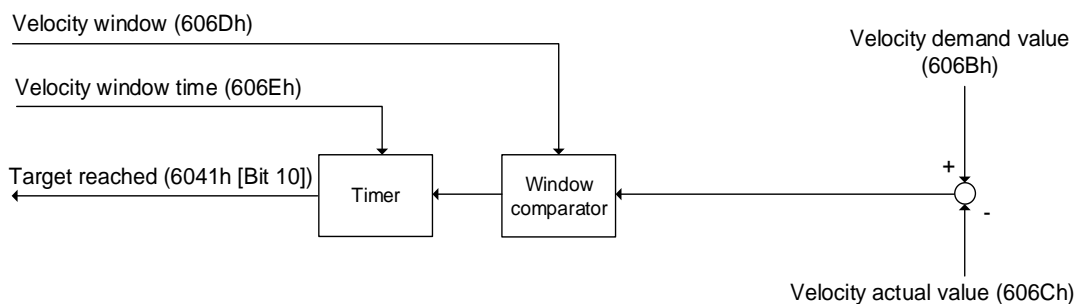 Velocity window (606Dh)
Velocity demand value
(606Bh)
Velocity window time (606Eh)
Target reached (6041h [Bit 10])
Timer
Window
comparator
+
-
Velocity actual value (606Ch)